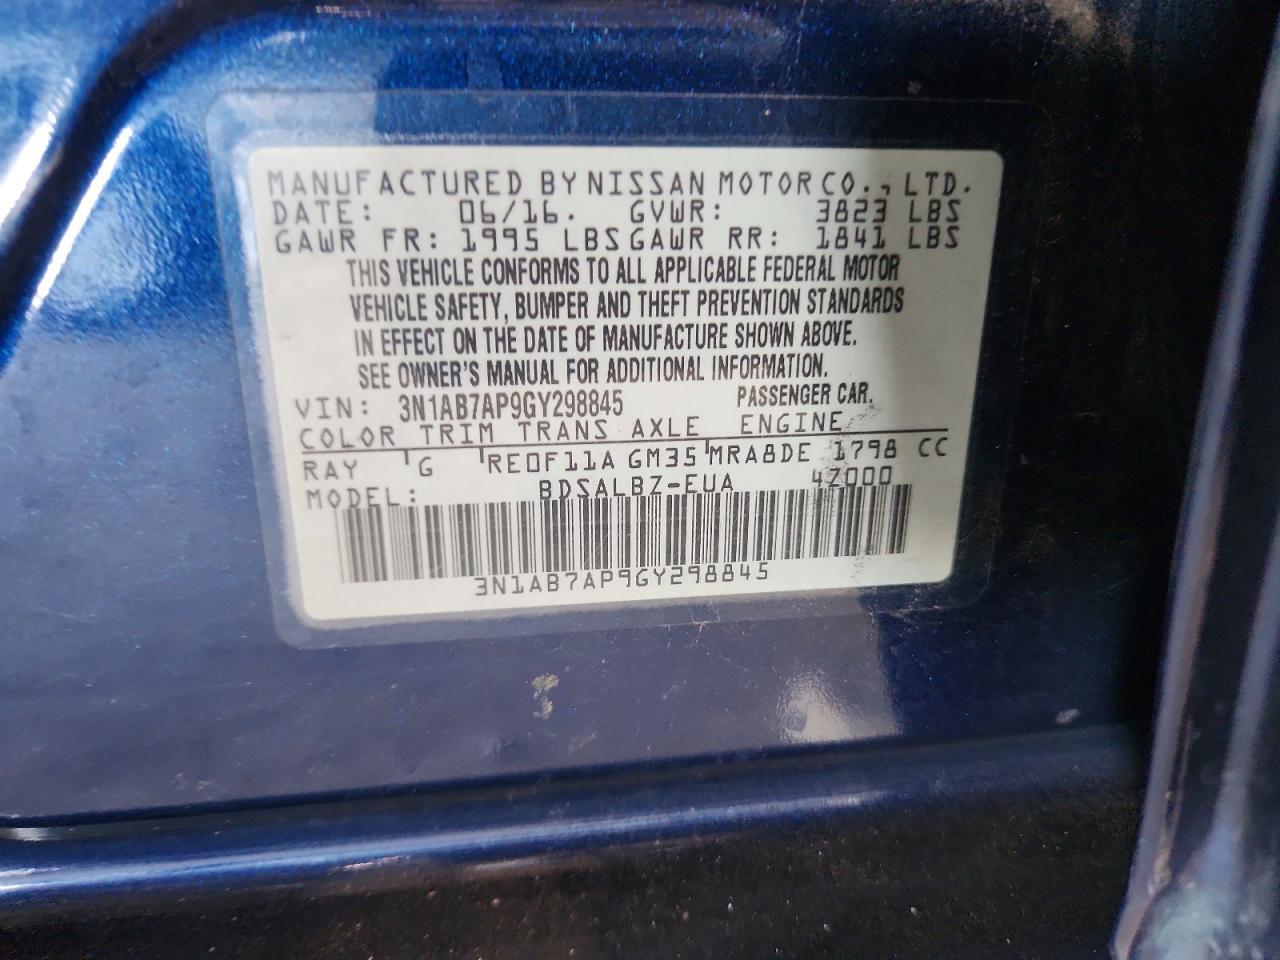 MANUFACTURED BY NISSAN MOTOR CO., LTD.
DATE: 06/16. GVWR: 3823 LBS
GAWR FR: 1995 LBS GAWR RR: 1841 LBS
THIS VEHICLE CONFORMS TO ALL APPLICABLE FEDERAL MOTOR
VEHICLE SAFETY, BUMPER AND THEFT PREVENTION STANDARDS
IN EFFECT ON THE DATE OF MANUFACTURE SHOWN ABOVE.
SEE OWNER'S MANUAL FOR ADDITIONAL INFORMATION.
VIN: 3N1AB7AP9GY298845 PASSENGER CAR.
COLOR TRIM TRANS AXLE ENGINE
RAY G RE0F11A GM35 MRA8DE 1798 CC
MODEL: BDSALBZ-EUA 4Z000
3N1AB7AP9GY298845